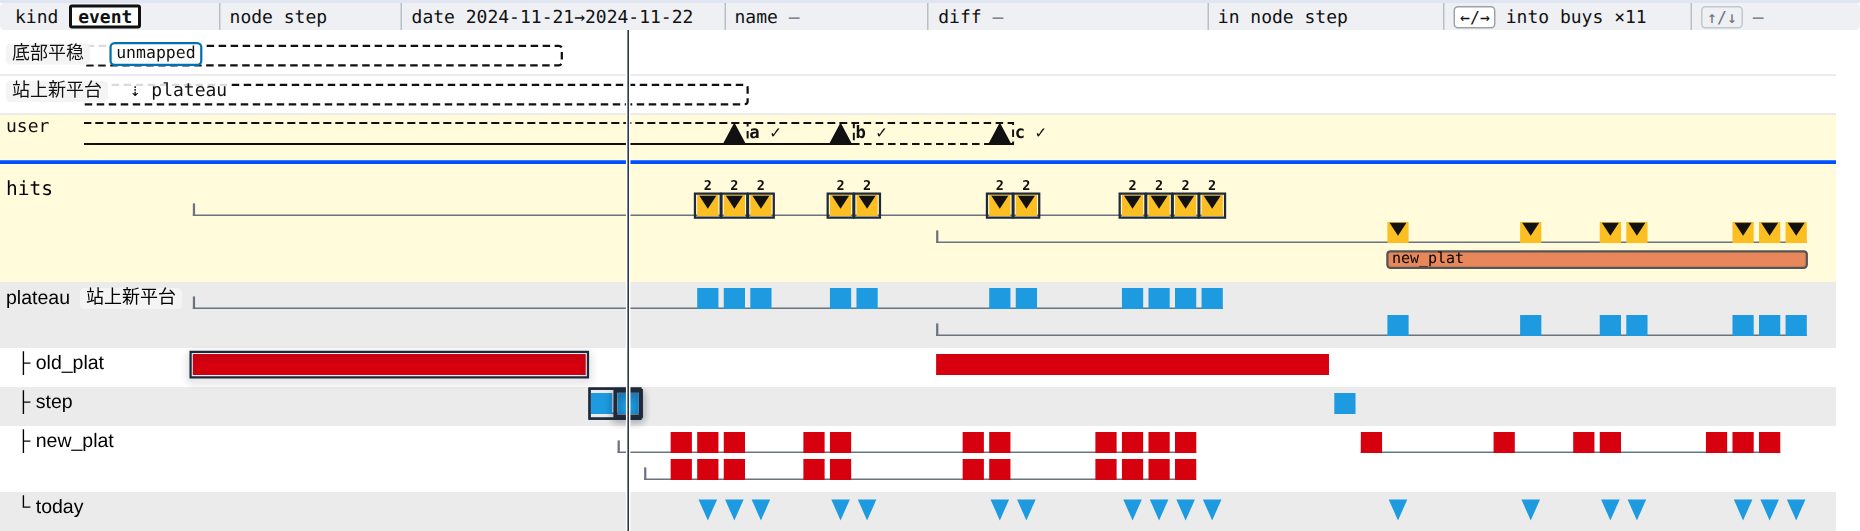 kind event node step date 2024-11-21→2024-11-22 name — diff — in node step ←/→ into buys ×11 ↑/↓ —
底部平稳 unmapped
站上新平台 ⇣ plateau
user a ✓ b ✓ c ✓
hits 2 2 2 2 2 2 2 2 2 2 2
new_plat
plateau 站上新平台
├ old_plat
├ step
├ new_plat
└ today